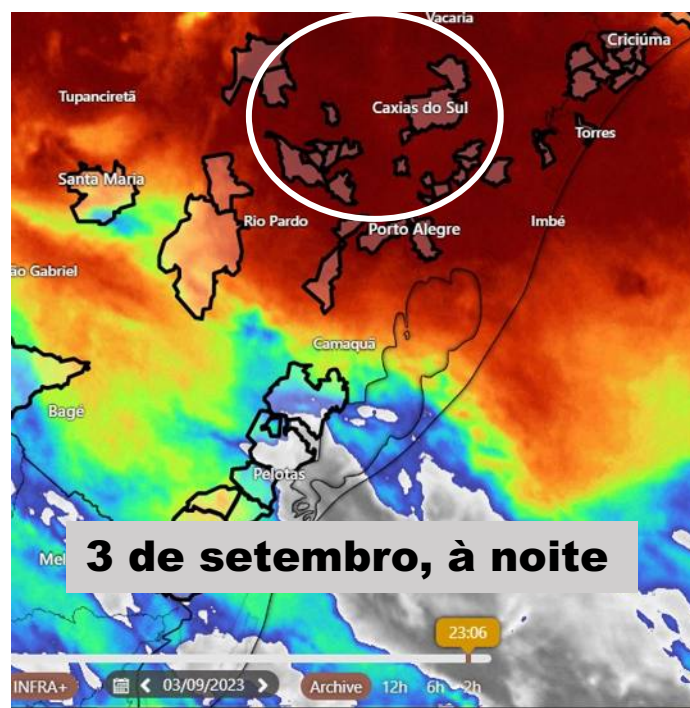 Vacaria
Criciúma
Tupanciretã
Caxias do Sul
Torres
Santa Maria
Rio Pardo
Porto Alegre
Imbé
ão Gabriel
Camaquã
Bagé
Pelotas
Mel
3 de setembro, à noite
23:06
INFRA+
03/09/2023
Archive 12h 6h 2h